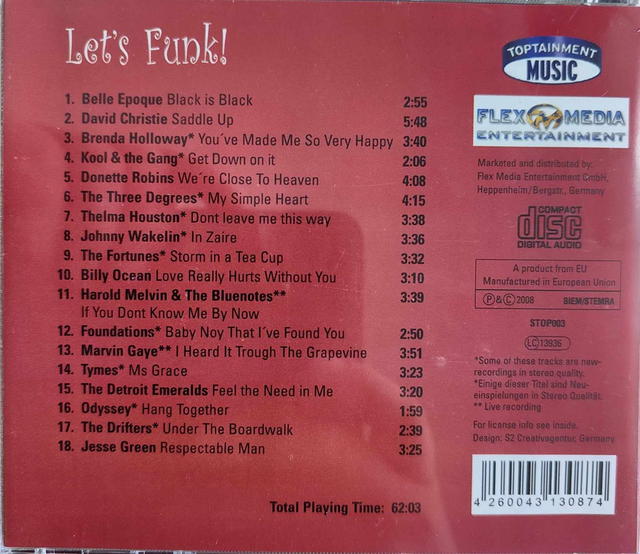 Let's Funk!
1. Belle Epoque Black is Black 2:55
2. David Christie Saddle Up 5:48
3. Brenda Holloway* You´ve Made Me So Very Happy 3:40
4. Kool & the Gang* Get Down on it 2:06
5. Donette Robins We´re Close To Heaven 4:08
6. The Three Degrees* My Simple Heart 4:15
7. Thelma Houston* Dont leave me this way 3:38
8. Johnny Wakelin* In Zaire 3:36
9. The Fortunes* Storm in a Tea Cup 3:32
10. Billy Ocean Love Really Hurts Without You 3:10
11. Harold Melvin & The Bluenotes** 3:39
If You Dont Know Me By Now
12. Foundations* Baby Noy That I´ve Found You 2:50
13. Marvin Gaye** I Heard It Trough The Grapevine 3:51
14. Tymes* Ms Grace 3:23
15. The Detroit Emeralds Feel the Need in Me 3:20
16. Odyssey* Hang Together 1:59
17. The Drifters* Under The Boardwalk 2:39
18. Jesse Green Respectable Man 3:25
Total Playing Time: 62:03
TOPTAINMENT
MUSIC
FLEX MEDIA
ENTERTAINMENT
Marketed and distributed by:
Flex Media Entertainment GmbH,
Heppenheim/Bergstr., Germany
COMPACT
disc
DIGITAL AUDIO
A product from EU
Manufactured in European Union
Ⓟ&Ⓒ 2008 BIEM/STEMRA
STOP003
LC 13936
*Some of these tracks are new-
recordings in stereo quality.
*Einige dieser Titel sind Neu-
einspielungen in Stereo Qualität.
** Live recording
For license info see inside.
Design: S2 Creativagentur, Germany
4 260043 130874